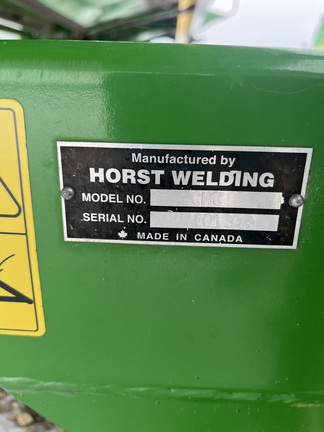 Manufactured by
HORST WELDING
MODEL NO.
SERIAL NO.
MADE IN CANADA